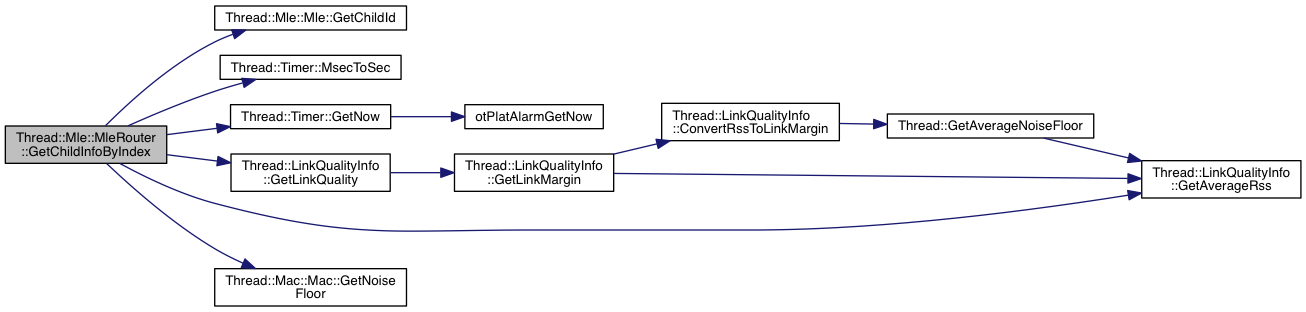 Thread::Mle::MleRouter
::GetChildInfoByIndex
Thread::Mle::Mle::GetChildId
Thread::Timer::MsecToSec
Thread::Timer::GetNow
otPlatAlarmGetNow
Thread::LinkQualityInfo
::GetLinkQuality
Thread::LinkQualityInfo
::GetLinkMargin
Thread::LinkQualityInfo
::ConvertRssToLinkMargin
Thread::GetAverageNoiseFloor
Thread::LinkQualityInfo
::GetAverageRss
Thread::Mac::Mac::GetNoise
Floor